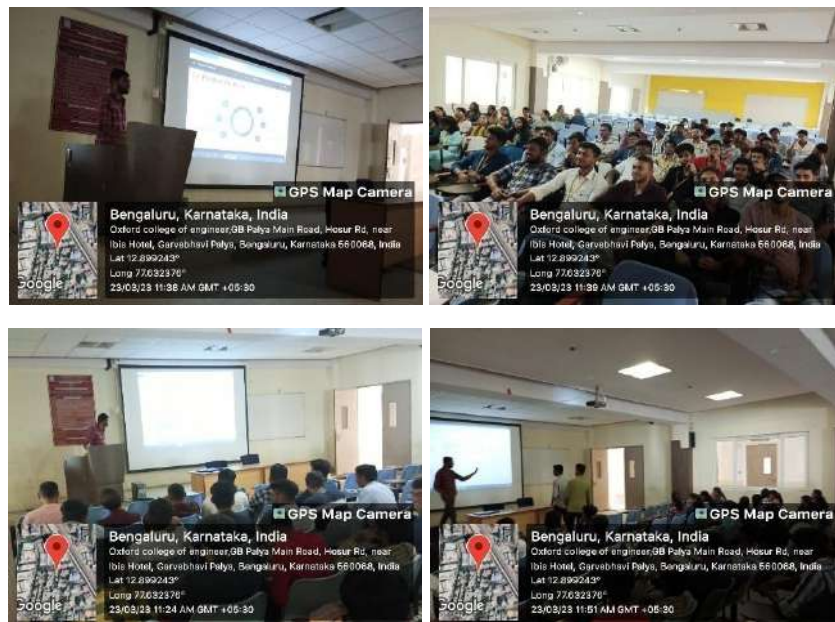 GPS Map Camera
Bengaluru, Karnataka, India
Oxford college of engineer,GB Palya Main Road, Hosur Rd, near
Ibis Hotel, Garvebhavi Palya, Bengaluru, Karnataka 560068, India
Lat 12.899243°
Long 77.632376°
23/03/23 11:38 AM GMT +05:30
Google
GPS Map Camera
Bengaluru, Karnataka, India
Oxford college of engineer,GB Palya Main Road, Hosur Rd, near
Ibis Hotel, Garvebhavi Palya, Bengaluru, Karnataka 560068, India
Lat 12.899243°
Long 77.632376°
23/03/23 11:39 AM GMT +05:30
Google
GPS Map Camera
Bengaluru, Karnataka, India
Oxford college of engineer,GB Palya Main Road, Hosur Rd, near
Ibis Hotel, Garvebhavi Palya, Bengaluru, Karnataka 560068, India
Lat 12.899243°
Long 77.632376°
23/03/23 11:24 AM GMT +05:30
Google
GPS Map Camera
Bengaluru, Karnataka, India
Oxford college of engineer,GB Palya Main Road, Hosur Rd, near
Ibis Hotel, Garvebhavi Palya, Bengaluru, Karnataka 560068, India
Lat 12.899243°
Long 77.632376°
23/03/23 11:51 AM GMT +05:30
Google